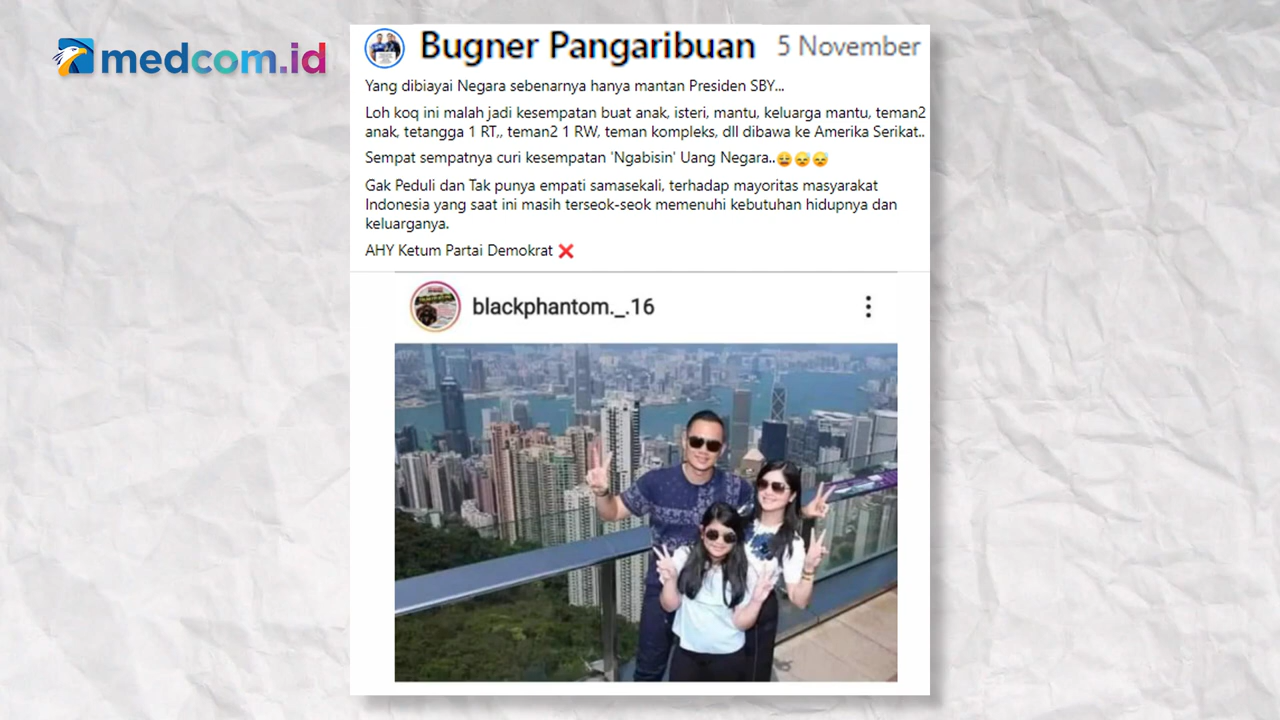 medcom.id
Bugner Pangaribuan 5 November
Yang dibiayai Negara sebenarnya hanya mantan Presiden SBY...
Loh koq ini malah jadi kesempatan buat anak, isteri, mantu, keluarga mantu, teman2
anak, tetangga 1 RT,, teman2 1 RW, teman kompleks, dll dibawa ke Amerika Serikat..
Sempat sempatnya curi kesempatan 'Ngabisin' Uang Negara..😩😓😓
Gak Peduli dan Tak punya empati samasekali, terhadap mayoritas masyarakat
Indonesia yang saat ini masih terseok-seok memenuhi kebutuhan hidupnya dan
keluarganya.
AHY Ketum Partai Demokrat ❌
blackphantom._.16